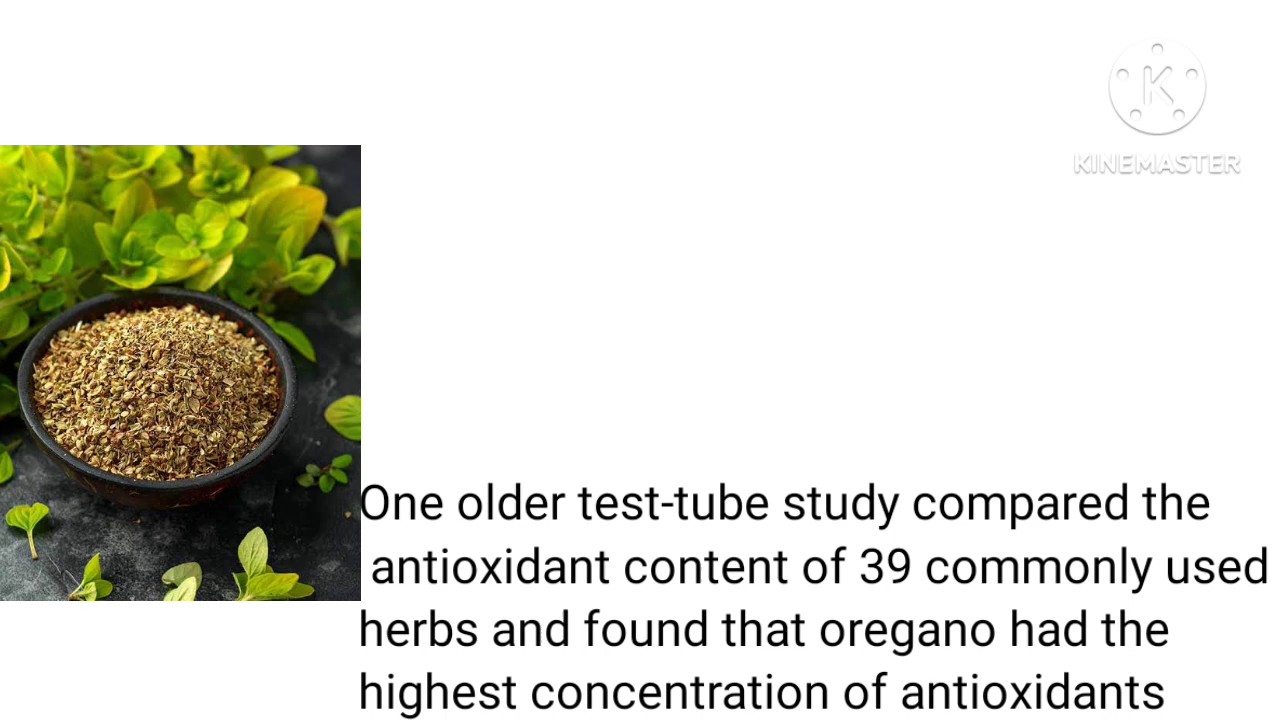 K
KINEMASTER
One older test-tube study compared the
antioxidant content of 39 commonly used
herbs and found that oregano had the
highest concentration of antioxidants